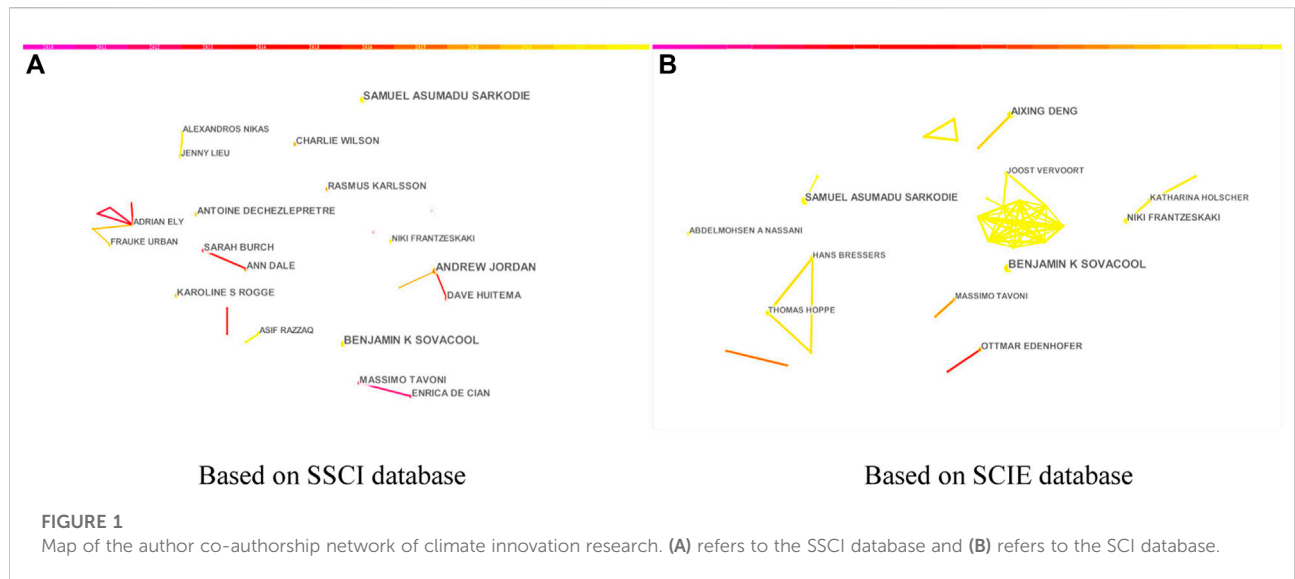 A
SAMUEL ASUMADU SARKODIE
ALEXANDROS NIKAS
CHARLIE WILSON
JENNY LIEU
RASMUS KARLSSON
ANTOINE DECHEZLEPRETRE
ADRIAN ELY
FRAUKE URBAN
NIKI FRANTZESKAKI
SARAH BURCH
ANN DALE
ANDREW JORDAN
KAROLINE S ROGGE
DAVE HUITEMA
ASIF RAZZAQ
BENJAMIN K SOVACOOL
MASSIMO TAVONI
ENRICA DE CIAN
Based on SSCI database
B
AIXING DENG
JOOST VERVOORT
SAMUEL ASUMADU SARKODIE
KATHARINA HOLSCHER
NIKI FRANTZESKAKI
ABDELMOHSEN A NASSANI
HANS BRESSERS
BENJAMIN K SOVACOOL
MASSIMO TAVONI
THOMAS HOPPE
OTTMAR EDENHOFER
Based on SCIE database
FIGURE 1
Map of the author co-authorship network of climate innovation research. (A) refers to the SSCI database and (B) refers to the SCI database.